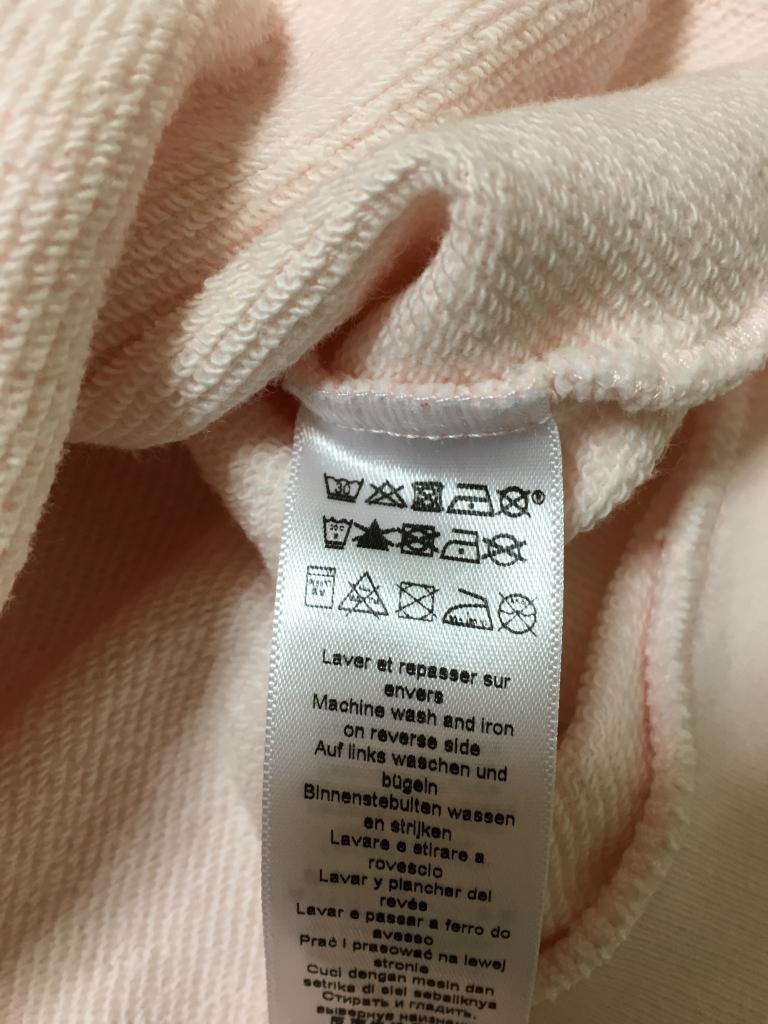 30
Laver et repasser sur
envers
Machine wash and iron
on reverse side
Auf links waschen und
bügeln
Binnenstebuiten wassen
en strijken
Lavare e stirare a
rovescio
Lavar y planchar del
revés
Lavar e passar a ferro do
avesso
Prać i prasować na lewej
stronie
Cuci dengan mesin dan
setrika di sisi sebaliknya
Стирать и гладить,